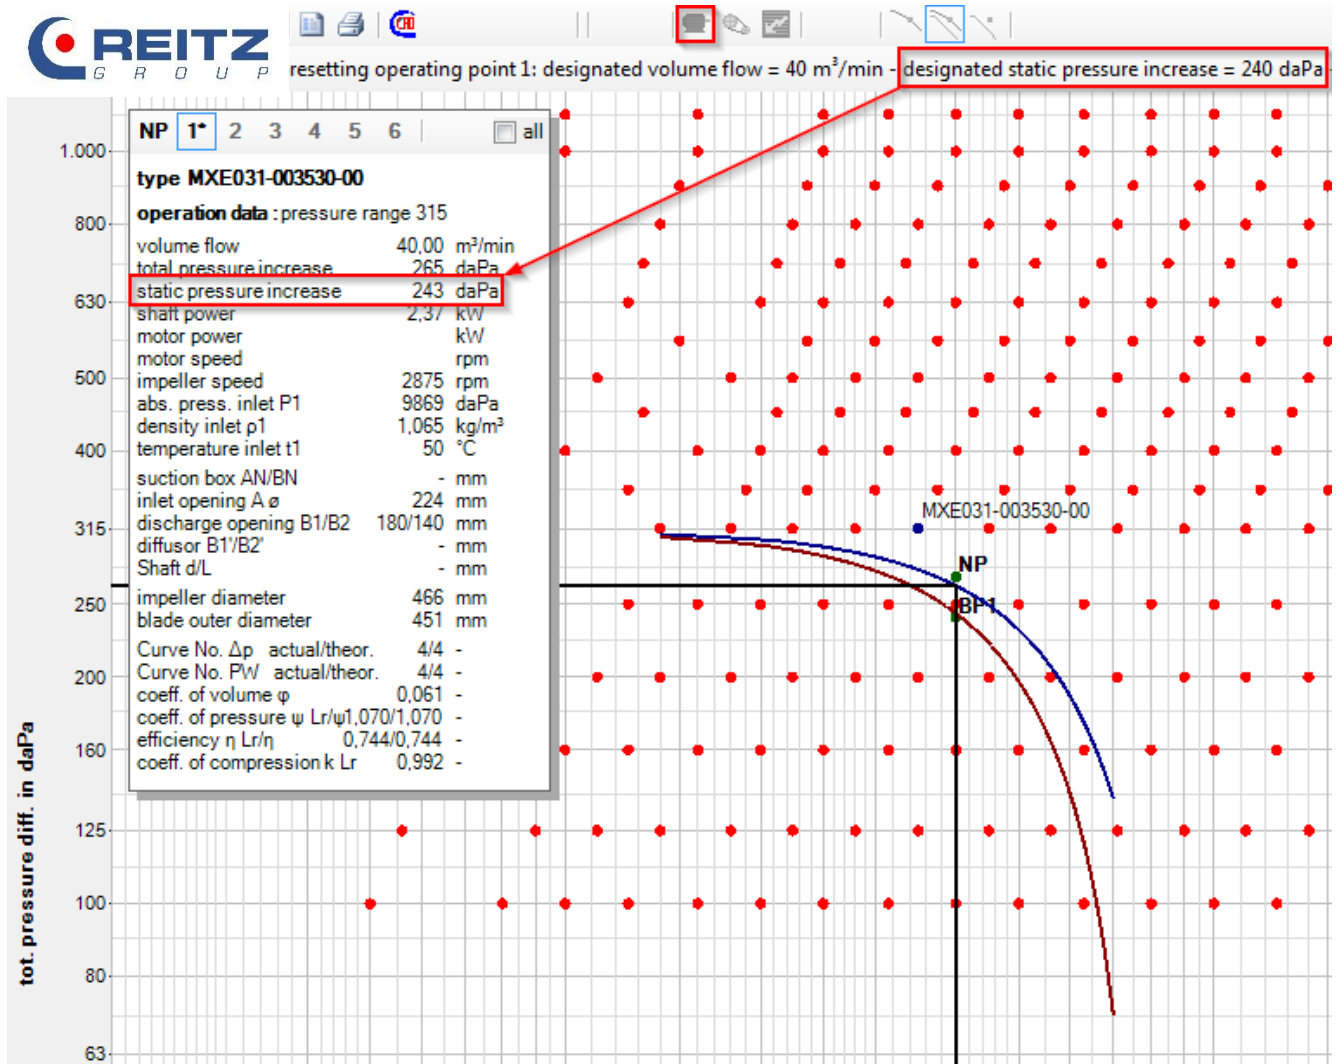 REITZ
GROUP
resetting operating point 1: designated volume flow = 40 m³/min - designated static pressure increase = 240 daPa
NP 1* 2 3 4 5 6 all
type MXE031-003530-00
operation data : pressure range 315
volume flow 40,00 m³/min
total pressure increase 265 daPa
static pressure increase 243 daPa
shaft power 2,37 kW
motor power kW
motor speed rpm
impeller speed 2875 rpm
abs. press. inlet P1 9869 daPa
density inlet ρ1 1,065 kg/m³
temperature inlet t1 50 °C
suction box AN/BN - mm
inlet opening A ø 224 mm
discharge opening B1/B2 180/140 mm
diffusor B1'/B2' - mm
Shaft d/L - mm
impeller diameter 466 mm
blade outer diameter 451 mm
Curve No. Δp actual/theor. 4/4 -
Curve No. PW actual/theor. 4/4 -
coeff. of volume φ 0,061 -
coeff. of pressure ψ Lr/ψ1,070/1,070 -
efficiency η Lr/η 0,744/0,744 -
coeff. of compression k Lr 0,992 -
MXE031-003530-00
NP
BP1
tot. pressure diff. in daPa
1.000
800
630
500
400
315
250
200
160
125
100
80
63